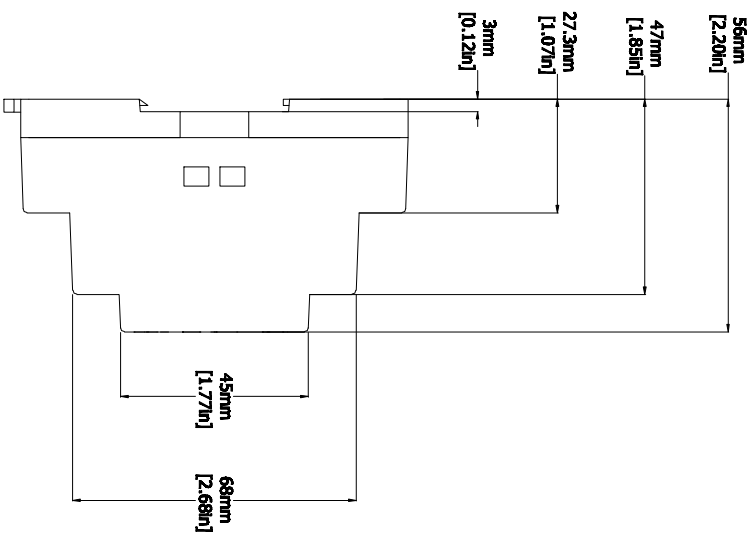 56mm
[2.20in]
47mm
[1.85in]
27.3mm
[1.07in]
3mm
[0.12in]
45mm
[1.77in]
68mm
[2.68in]